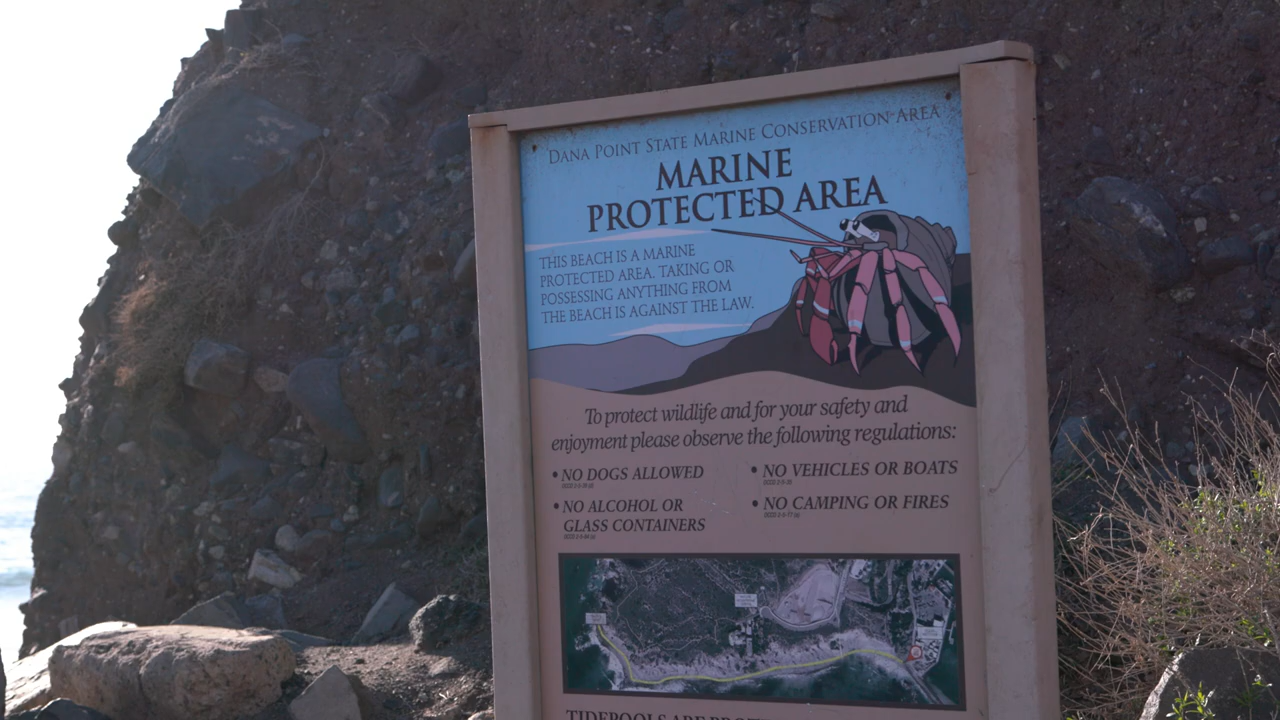 DANA POINT STATE MARINE CONSERVATION AREA
MARINE
PROTECTED AREA
THIS BEACH IS A MARINE
PROTECTED AREA. TAKING OR
POSSESSING ANYTHING FROM
THE BEACH IS AGAINST THE LAW.
To protect wildlife and for your safety and
enjoyment please observe the following regulations:
• NO DOGS ALLOWED
• NO ALCOHOL OR
GLASS CONTAINERS
• NO VEHICLES OR BOATS
• NO CAMPING OR FIRES
TIDEPOOLS ARE